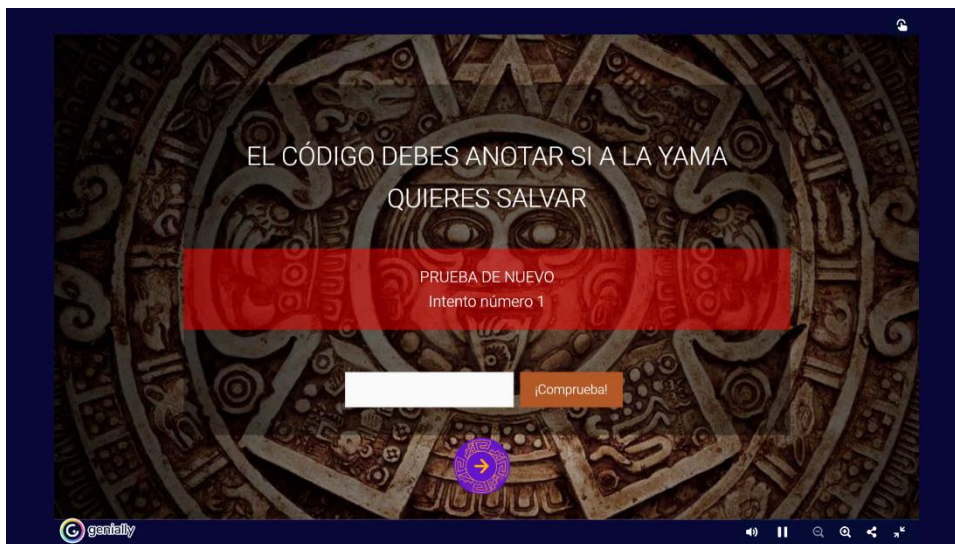 EL CÓDIGO DEBES ANOTAR SI A LA YAMA
QUIERES SALVAR
PRUEBA DE NUEVO
Intento número 1
¡Comprueba!
genially